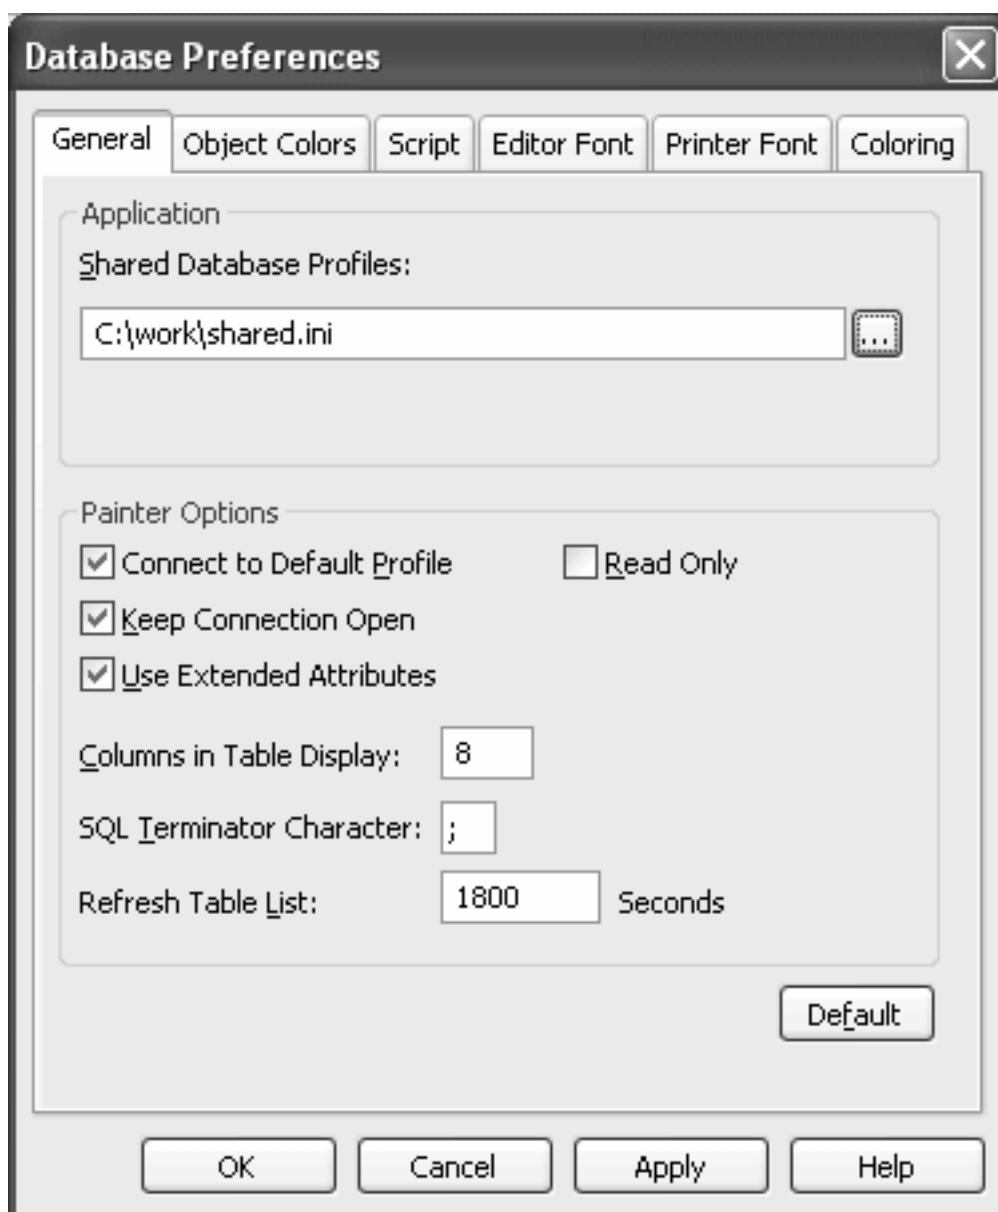 Database Preferences
General Object Colors Script Editor Font Printer Font Coloring
Application
Shared Database Profiles:
C:\work\shared.ini ...
Painter Options
Connect to Default Profile Read Only
Keep Connection Open
Use Extended Attributes
Columns in Table Display: 8
SQL Terminator Character: ;
Refresh Table List: 1800 Seconds
Default
OK Cancel Apply Help